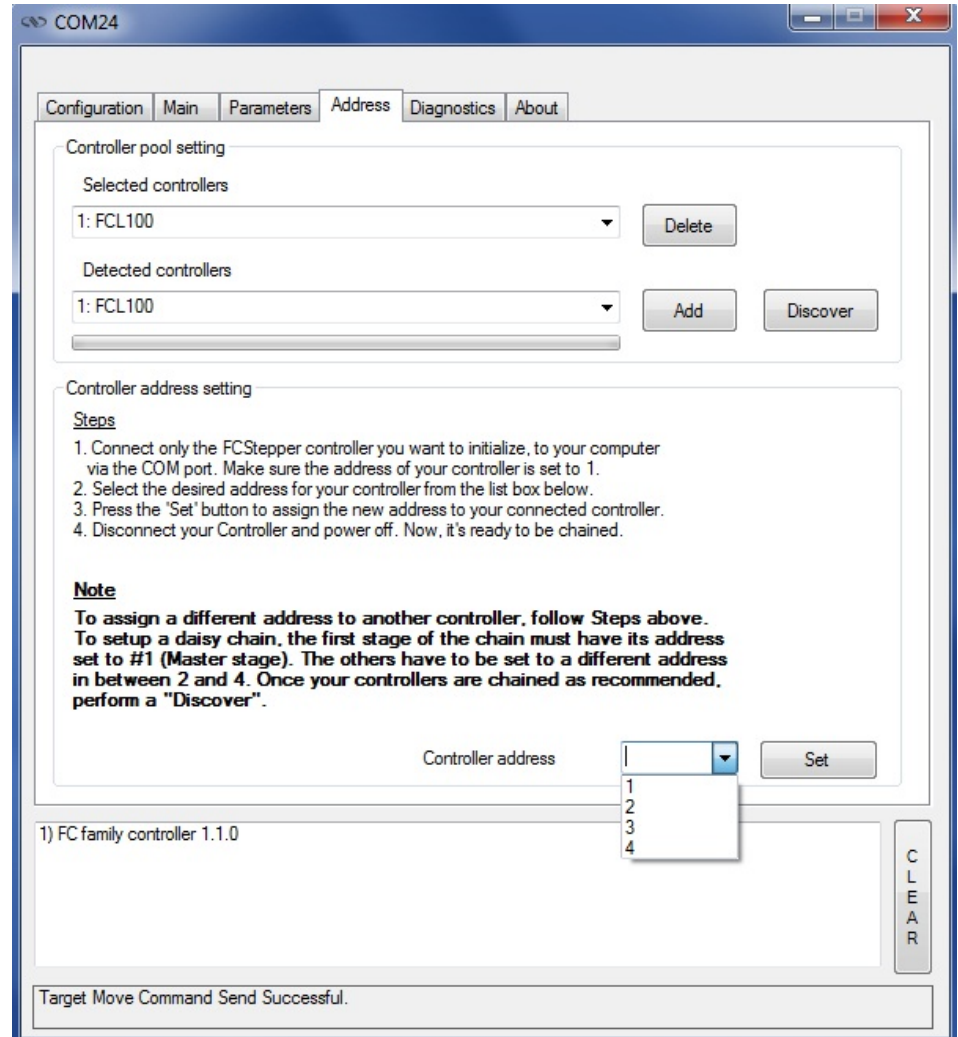 COM24
Configuration Main Parameters Address Diagnostics About
Controller pool setting
Selected controllers
1: FCL100
Delete
Detected controllers
1: FCL100
Add
Discover
Controller address setting
Steps
1. Connect only the FCStepper controller you want to initialize, to your computer
via the COM port. Make sure the address of your controller is set to 1.
2. Select the desired address for your controller from the list box below.
3. Press the 'Set' button to assign the new address to your connected controller.
4. Disconnect your Controller and power off. Now, it's ready to be chained.
Note
To assign a different address to another controller, follow Steps above.
To setup a daisy chain, the first stage of the chain must have its address
set to #1 (Master stage). The others have to be set to a different address
in between 2 and 4. Once your controllers are chained as recommended,
perform a "Discover".
Controller address
Set
1
2
3
4
1) FC family controller 1.1.0
C
L
E
A
R
Target Move Command Send Successful.